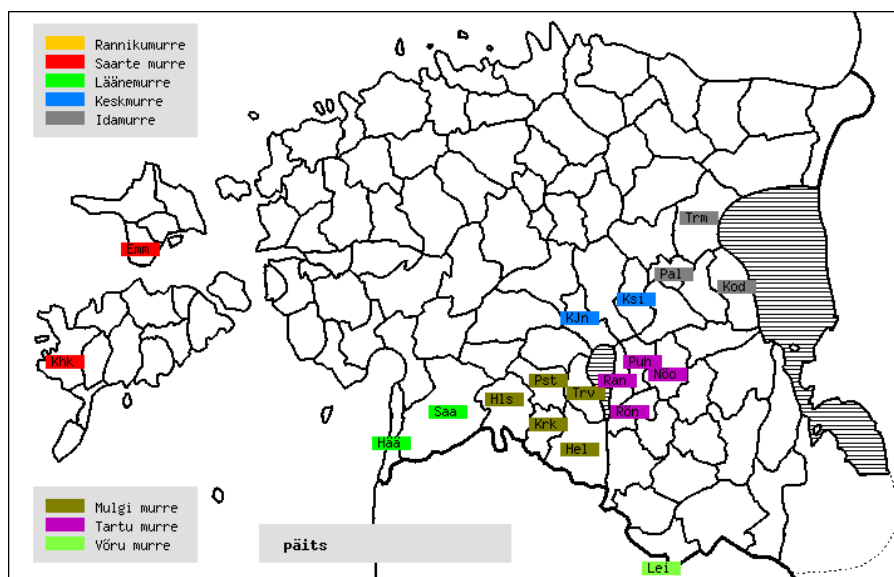 Rannikumurre
Saarte murre
Läänemurre
Keskmurre
Idamurre
Trm
Emm
Pal
Kod
Ksi
KJn
Khk
Puh
Nõo
Ran
Pst
Trv
Hls
Saa
Rõn
Krk
Hää
Hel
Mulgi murre
Tartu murre
Võru murre
päits
Lei